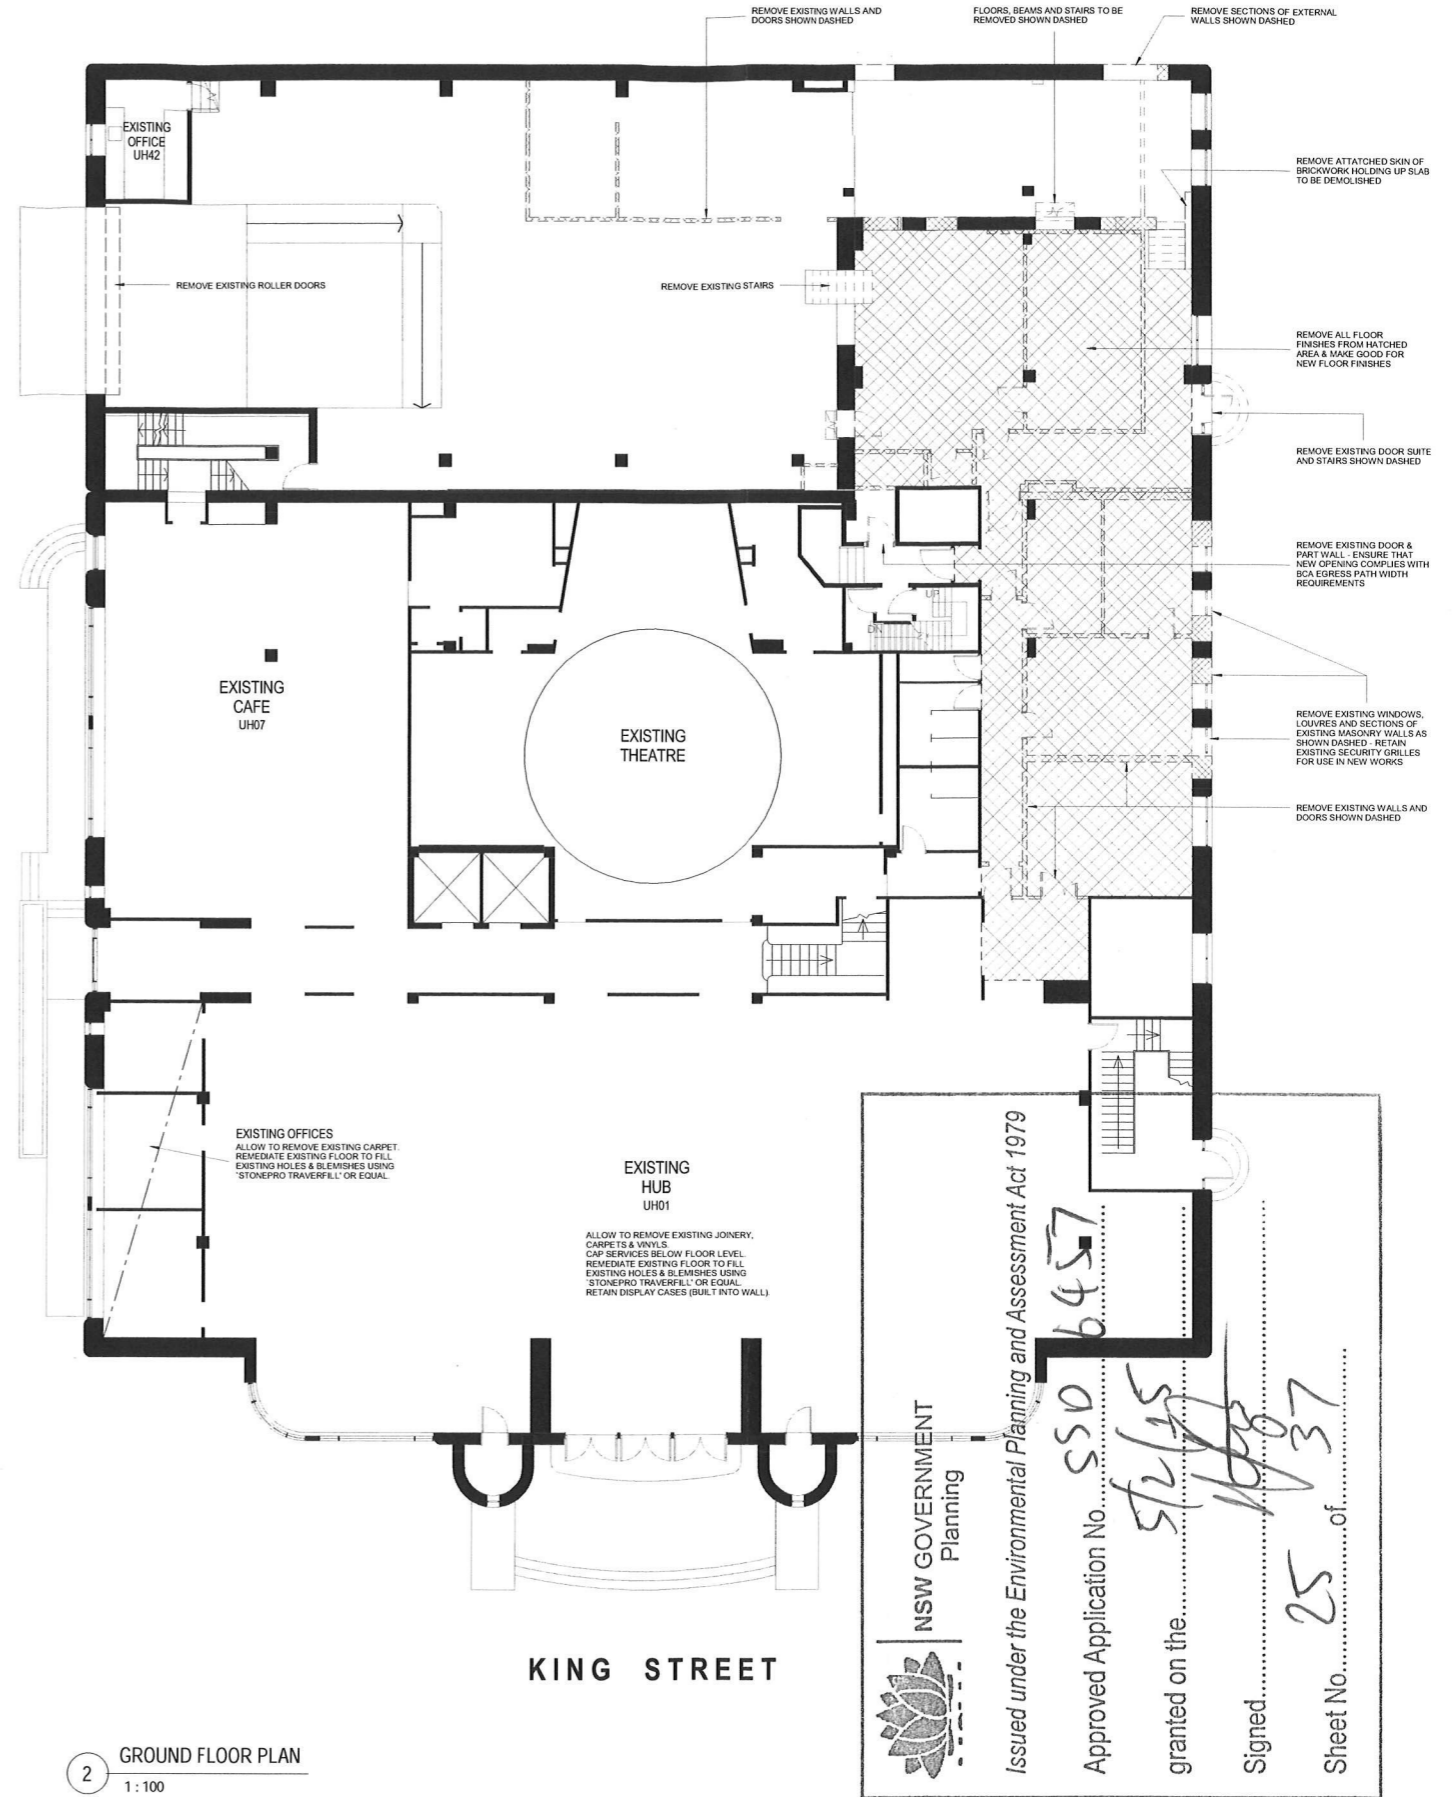 REMOVE EXISTING WALLS AND
DOORS SHOWN DASHED
FLOORS, BEAMS AND STAIRS TO BE
REMOVED SHOWN DASHED
REMOVE SECTIONS OF EXTERNAL
WALLS SHOWN DASHED
EXISTING
OFFICE
UH42
REMOVE ATTATCHED SKIN OF
BRICKWORK HOLDING UP SLAB
TO BE DEMOLISHED
REMOVE EXISTING ROLLER DOORS
REMOVE EXISTING STAIRS
REMOVE ALL FLOOR
FINISHES FROM HATCHED
AREA & MAKE GOOD FOR
NEW FLOOR FINISHES
REMOVE EXISTING DOOR SUITE
AND STAIRS SHOWN DASHED
REMOVE EXISTING DOOR &
PART WALL - ENSURE THAT
NEW OPENING COMPLIES WITH
BCA EGRESS PATH WIDTH
REQUIREMENTS
UP
DN
EXISTING
CAFE
UH07
EXISTING
THEATRE
REMOVE EXISTING WINDOWS,
LOUVRES AND SECTIONS OF
EXISTING MASONRY WALLS AS
SHOWN DASHED - RETAIN
EXISTING SECURITY GRILLES
FOR USE IN NEW WORKS
REMOVE EXISTING WALLS AND
DOORS SHOWN DASHED
EXISTING OFFICES
ALLOW TO REMOVE EXISTING CARPET.
REMEDIATE EXISTING FLOOR TO FILL
EXISTING HOLES & BLEMISHES USING
'STONEPRO TRAVERFILL' OR EQUAL.
EXISTING
HUB
UH01
ALLOW TO REMOVE EXISTING JOINERY,
CARPETS & VINYLS.
CAP SERVICES BELOW FLOOR LEVEL.
REMEDIATE EXISTING FLOOR TO FILL
EXISTING HOLES & BLEMISHES USING
'STONEPRO TRAVERFILL' OR EQUAL.
RETAIN DISPLAY CASES (BUILT INTO WALL).
NSW GOVERNMENT
Planning
Issued under the Environmental Planning and Assessment Act 1979
Approved Application No. SSD 6457
granted on the 5/2/15
Signed
Sheet No. 25 of 37
KING STREET
2 GROUND FLOOR PLAN
1 : 100